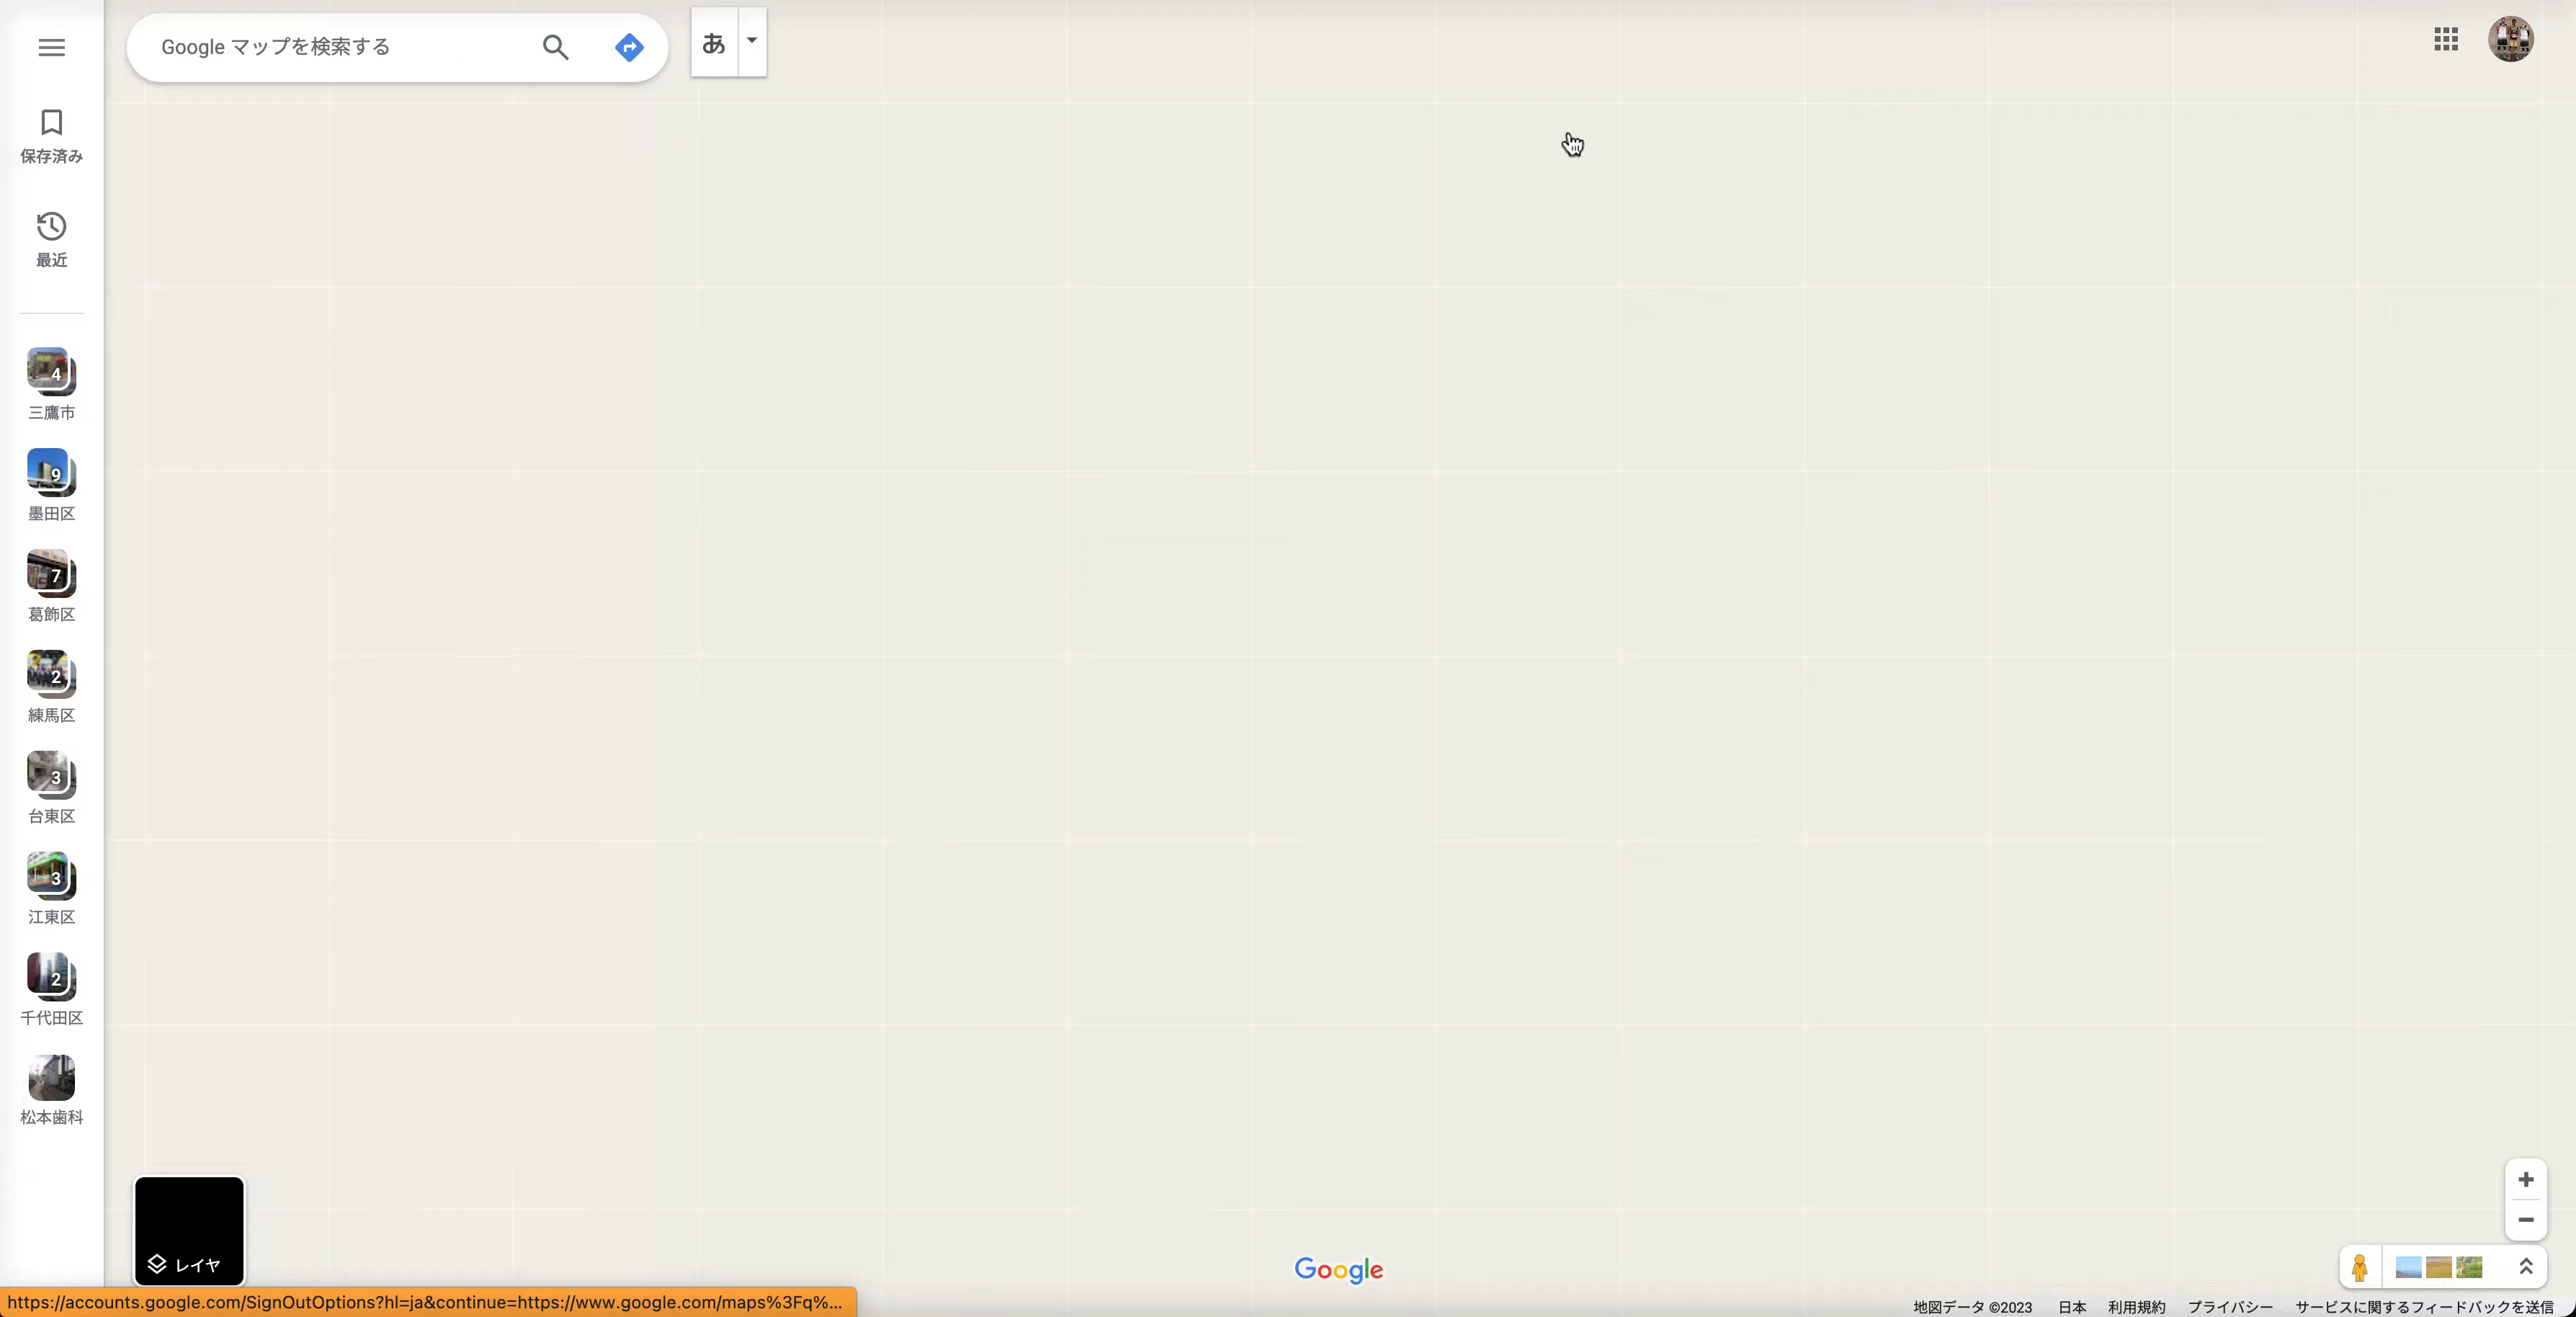 Google マップを検索する
あ
保存済み
最近
4
三鷹市
9
墨田区
7
葛飾区
2
練馬区
3
台東区
3
江東区
2
千代田区
松本歯科
レイヤ
Google
https://accounts.google.com/SignOutOptions?hl=ja&continue=https://www.google.com/maps%3Fq%...
地図データ ©2023 日本 利用規約 プライバシー サービスに関するフィードバックを送信